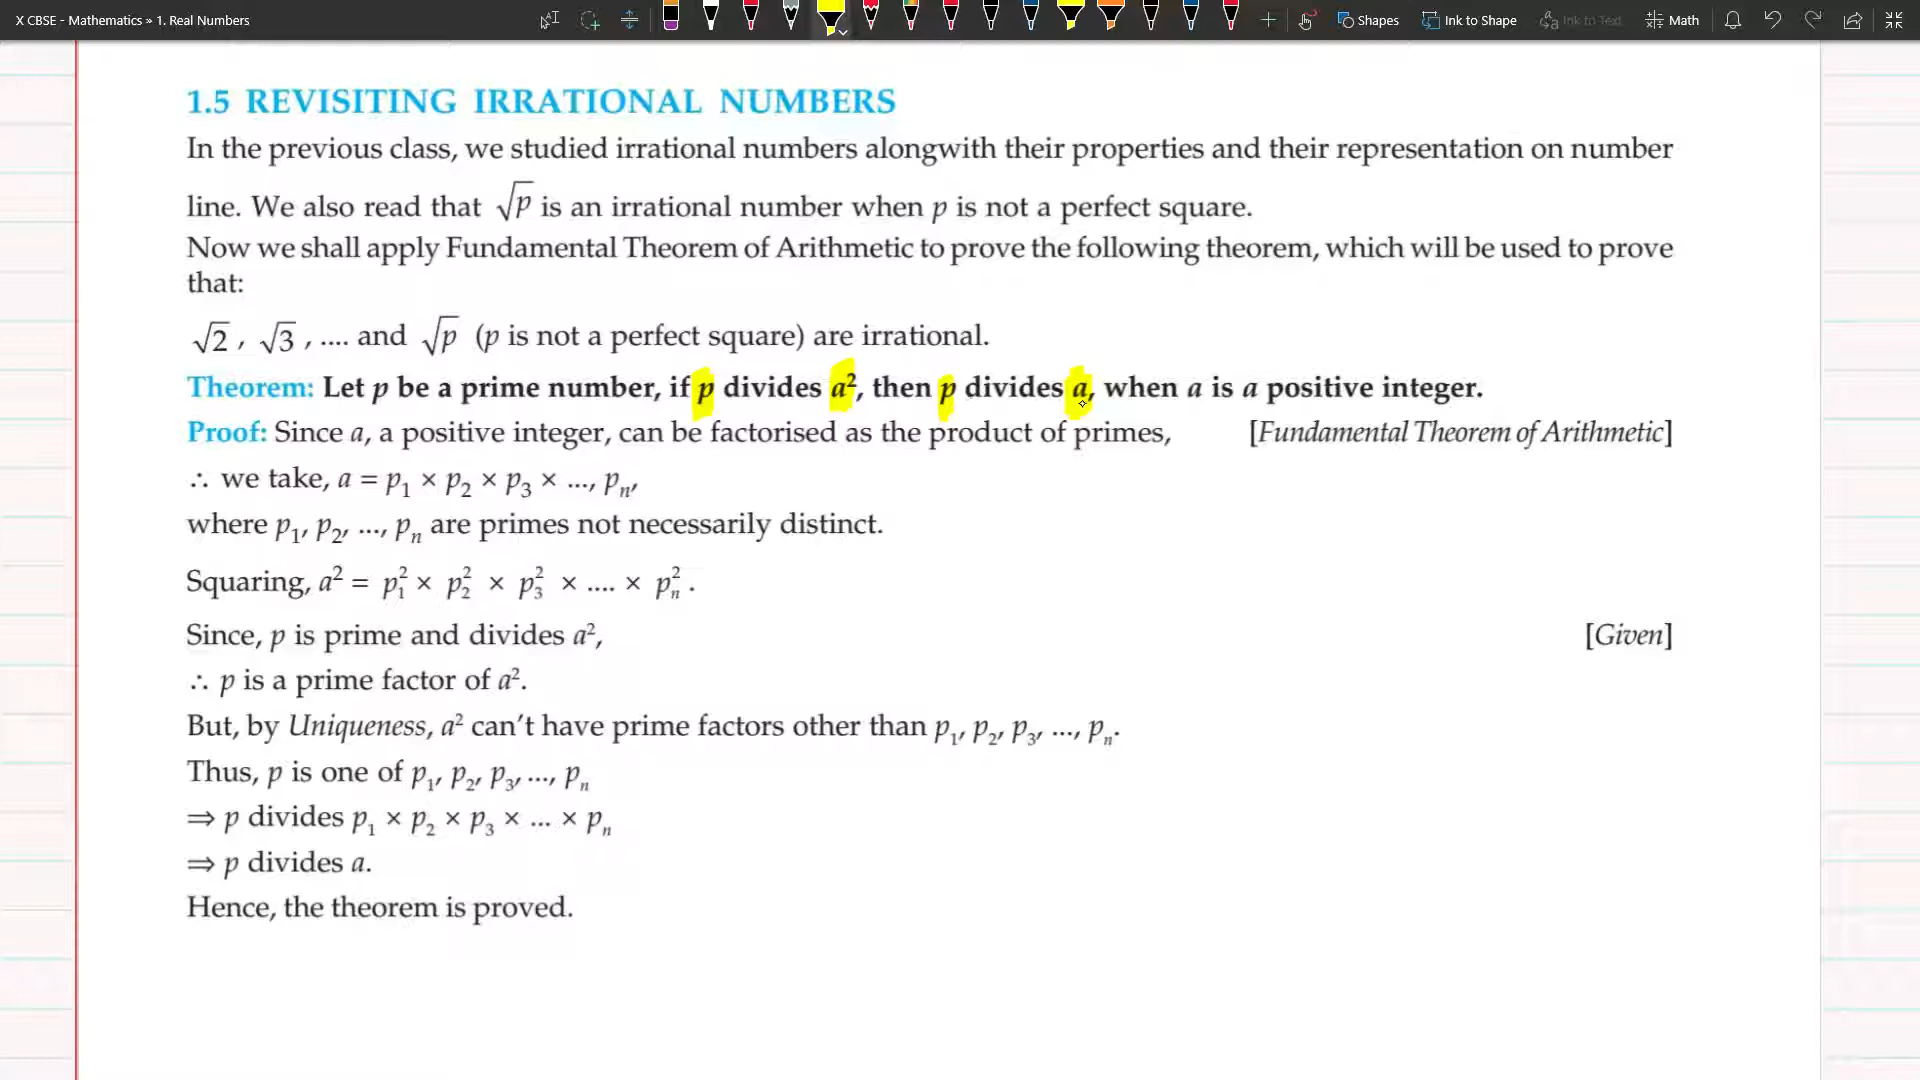 X CBSE - Mathematics » 1. Real Numbers
Shapes
Ink to Shape
Ink to Text
Math
1.5 REVISITING IRRATIONAL NUMBERS
In the previous class, we studied irrational numbers alongwith their properties and their representation on number
line. We also read that √p is an irrational number when p is not a perfect square.
Now we shall apply Fundamental Theorem of Arithmetic to prove the following theorem, which will be used to prove
that:
√2, √3, .... and √p (p is not a perfect square) are irrational.
Theorem: Let p be a prime number, if p divides a², then p divides a, when a is a positive integer.
Proof: Since a, a positive integer, can be factorised as the product of primes, [Fundamental Theorem of Arithmetic]
∴ we take, a = p₁ × p₂ × p₃ × ..., pₙ,
where p₁, p₂, ..., pₙ are primes not necessarily distinct.
Squaring, a² = p₁² × p₂² × p₃² × .... × pₙ².
Since, p is prime and divides a², [Given]
∴ p is a prime factor of a².
But, by Uniqueness, a² can't have prime factors other than p₁, p₂, p₃, ..., pₙ.
Thus, p is one of p₁, p₂, p₃, ..., pₙ
⇒ p divides p₁ × p₂ × p₃ × ... × pₙ
⇒ p divides a.
Hence, the theorem is proved.